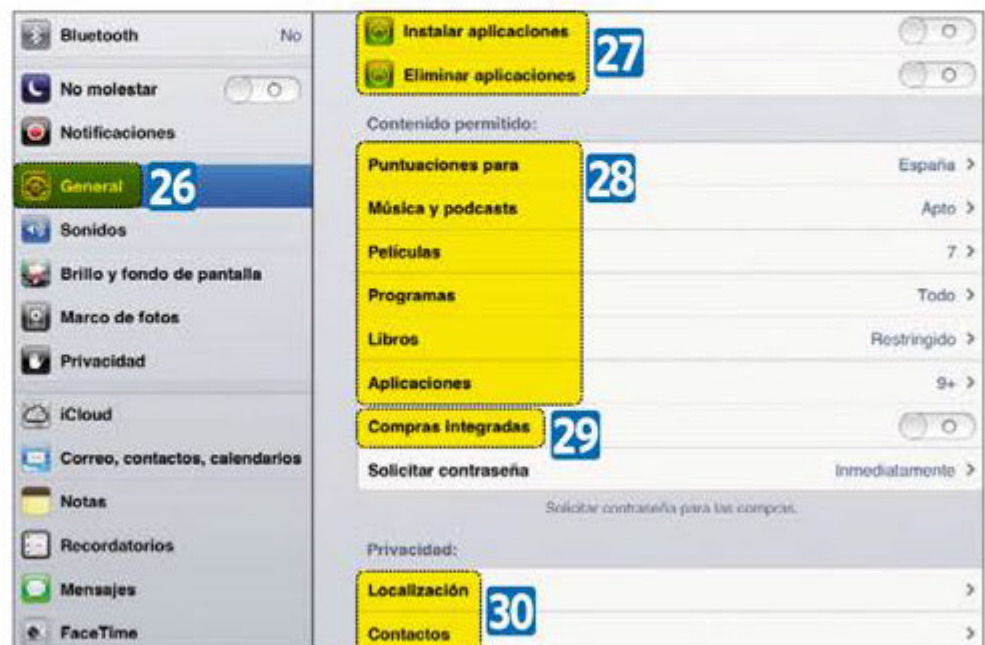 Bluetooth No
No molestar
Notificaciones
General 26
Sonidos
Brillo y fondo de pantalla
Marco de fotos
Privacidad
iCloud
Correo, contactos, calendarios
Notas
Recordatorios
Mensajes
FaceTime
Instalar aplicaciones
27
Eliminar aplicaciones
Contenido permitido:
Puntuaciones para España
28
Música y podcasts Apto
Películas 7
Programas Todo
Libros Restringido
Aplicaciones 9+
Compras integradas 29
Solicitar contraseña Inmediatamente
Solicitar contraseña para las compras.
Privacidad:
Localización
30
Contactos